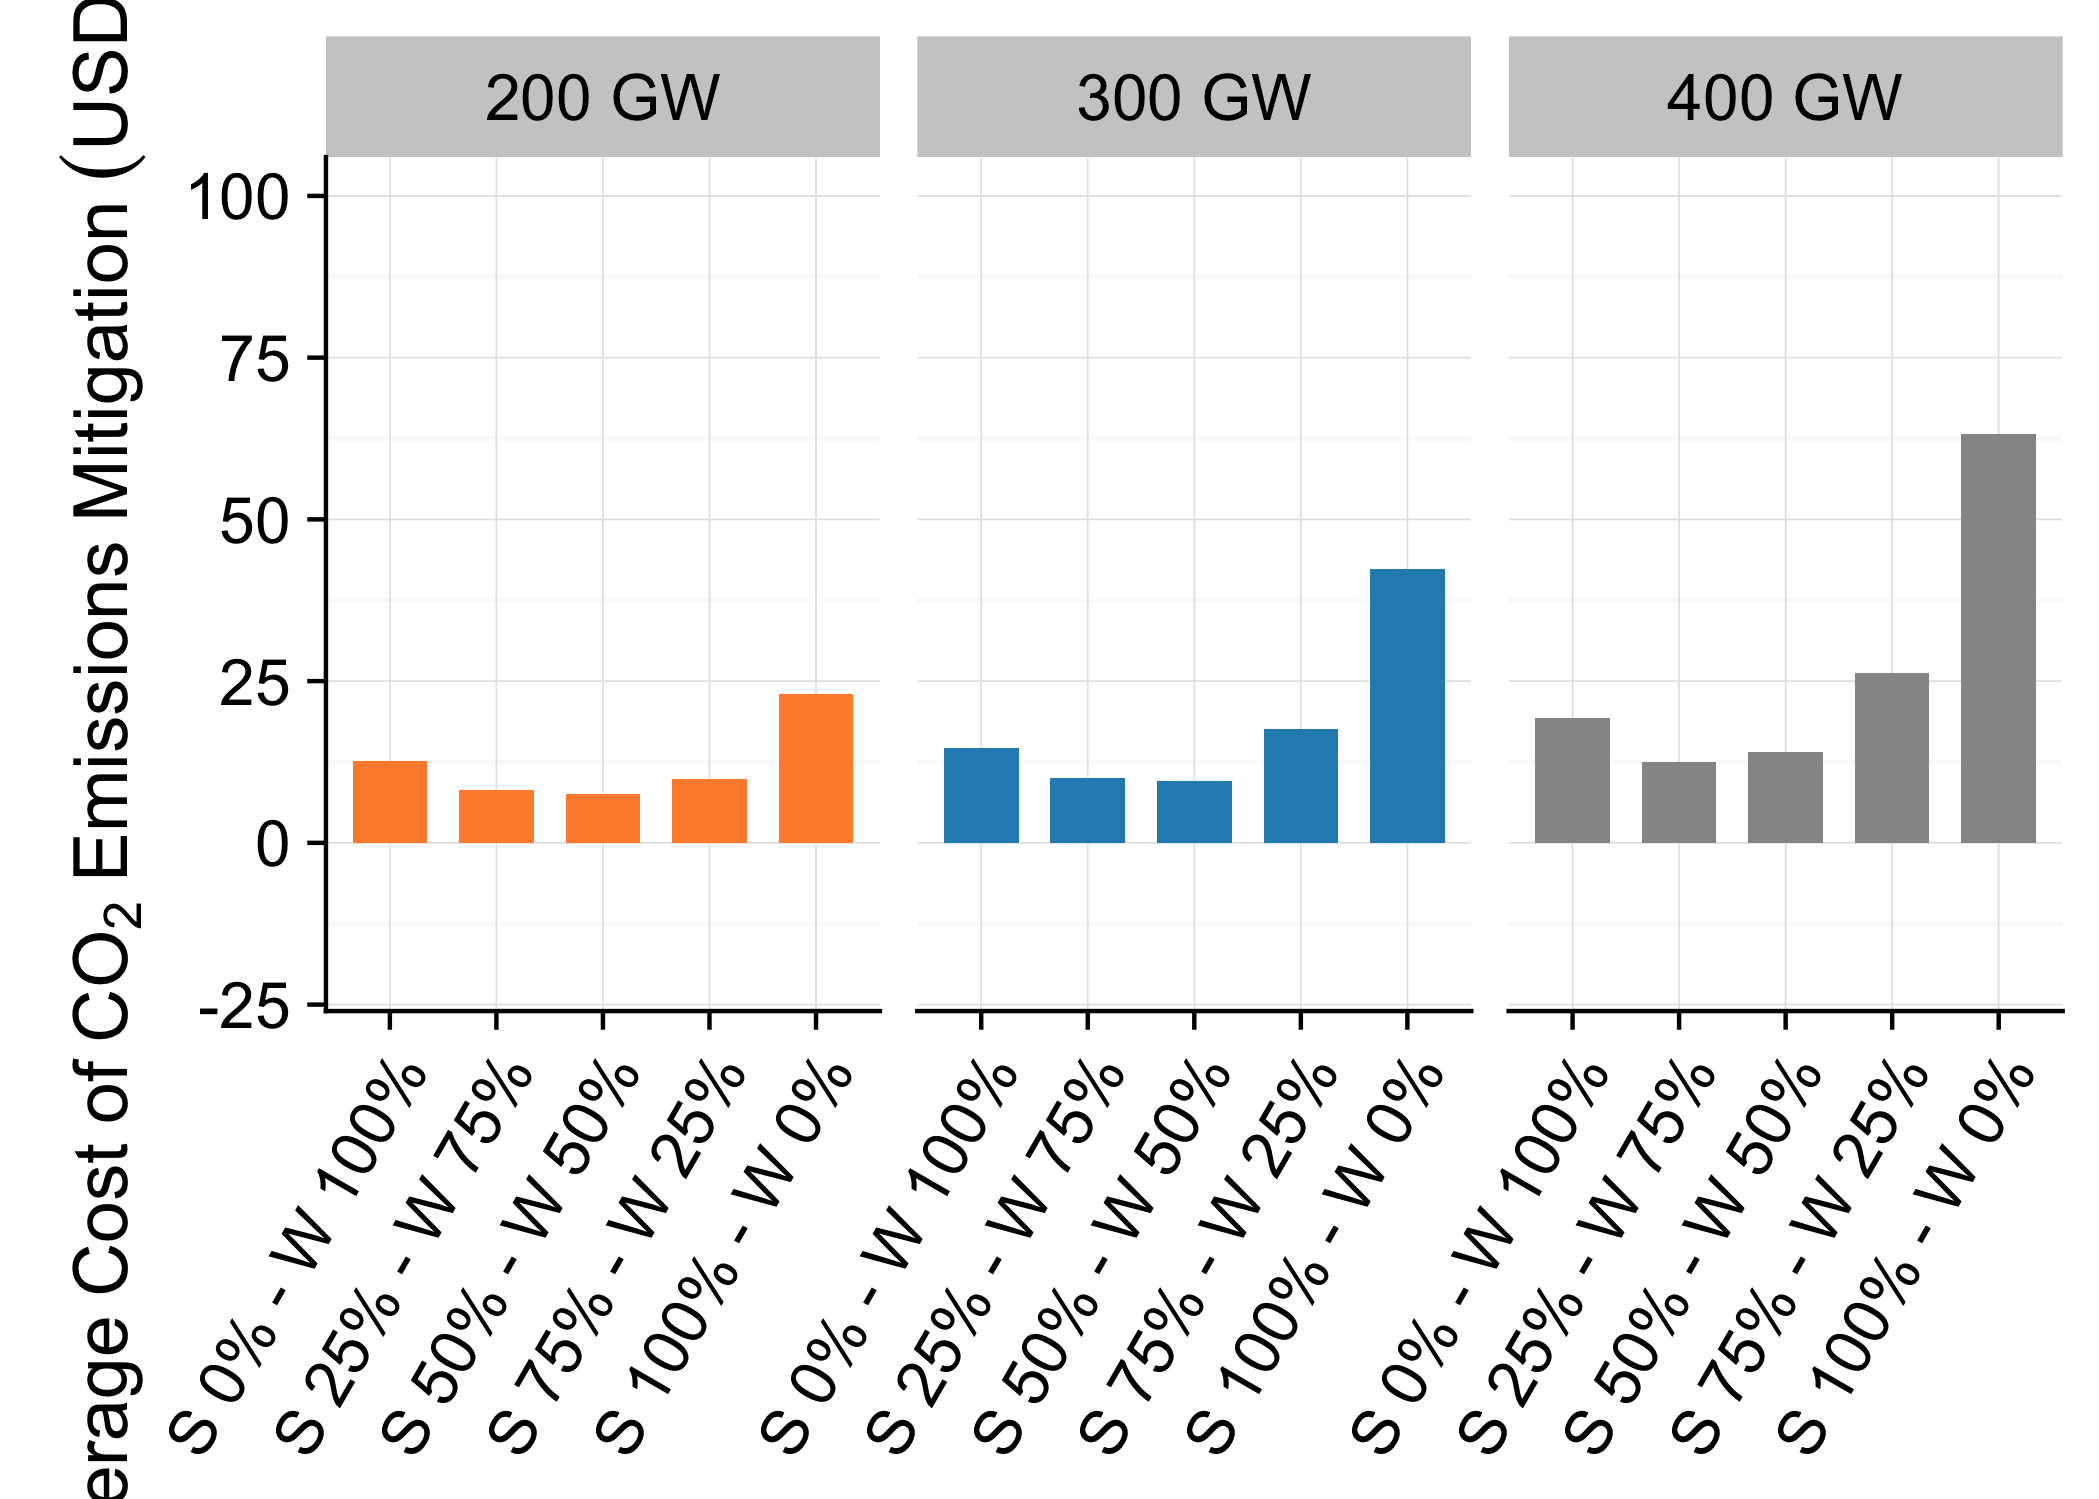 erage Cost of CO₂ Emissions Mitigation (USD
200 GW
300 GW
400 GW
100
75
50
25
0
-25
S 0% - W 100%
S 25% - W 75%
S 50% - W 50%
S 75% - W 25%
S 100% - W 0%
S 0% - W 100%
S 25% - W 75%
S 50% - W 50%
S 75% - W 25%
S 100% - W 0%
S 0% - W 100%
S 25% - W 75%
S 50% - W 50%
S 75% - W 25%
S 100% - W 0%